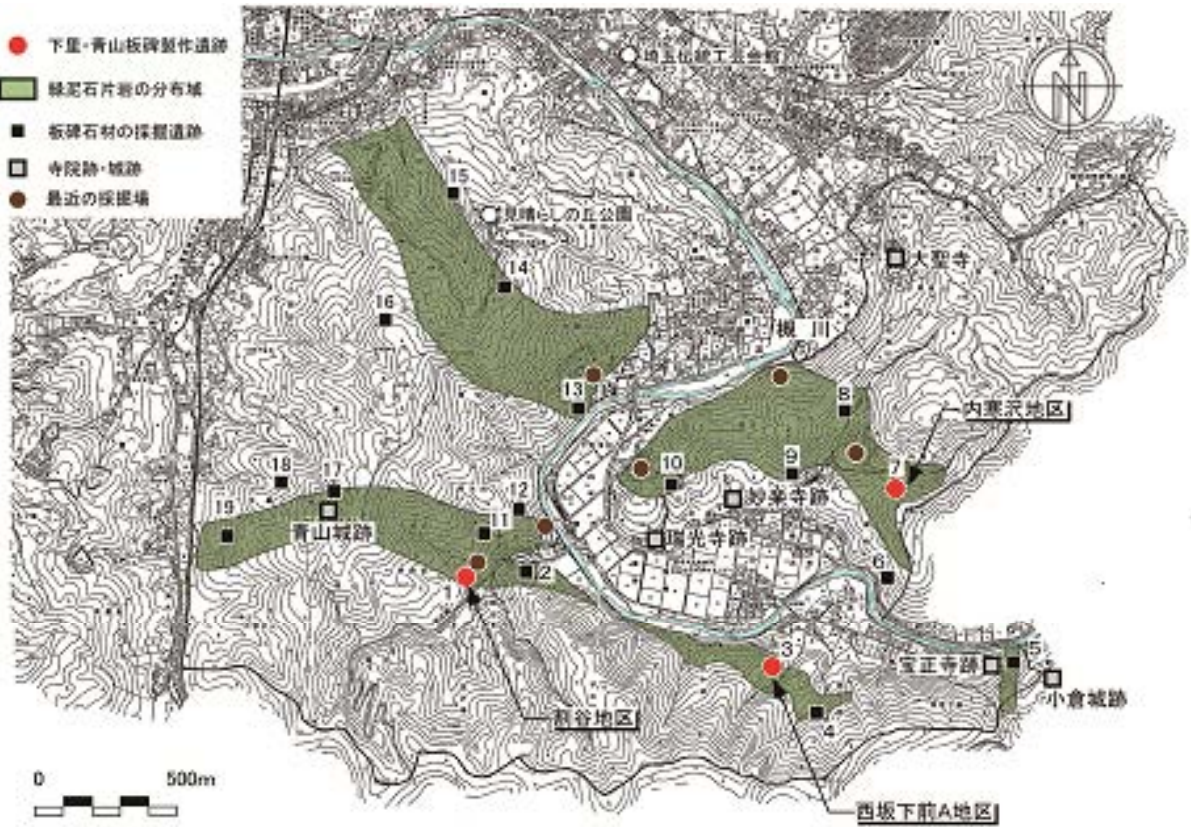 下里・青山板碑製作遺跡
緑泥石片岩の分布域
板碑石材の採掘遺跡
寺院跡・城跡
最近の採掘場
埼玉伝統工芸会館
N
15
見晴らしの丘公園
14
大聖寺
16
槻川
13
8
内寒沢地区
18
17
10
9
7
19
青山城跡
12
11
妙楽寺跡
瑞光寺跡
1
2
6
3
5
宝正寺跡
小倉城跡
4
割谷地区
0 500m
西坂下前A地区